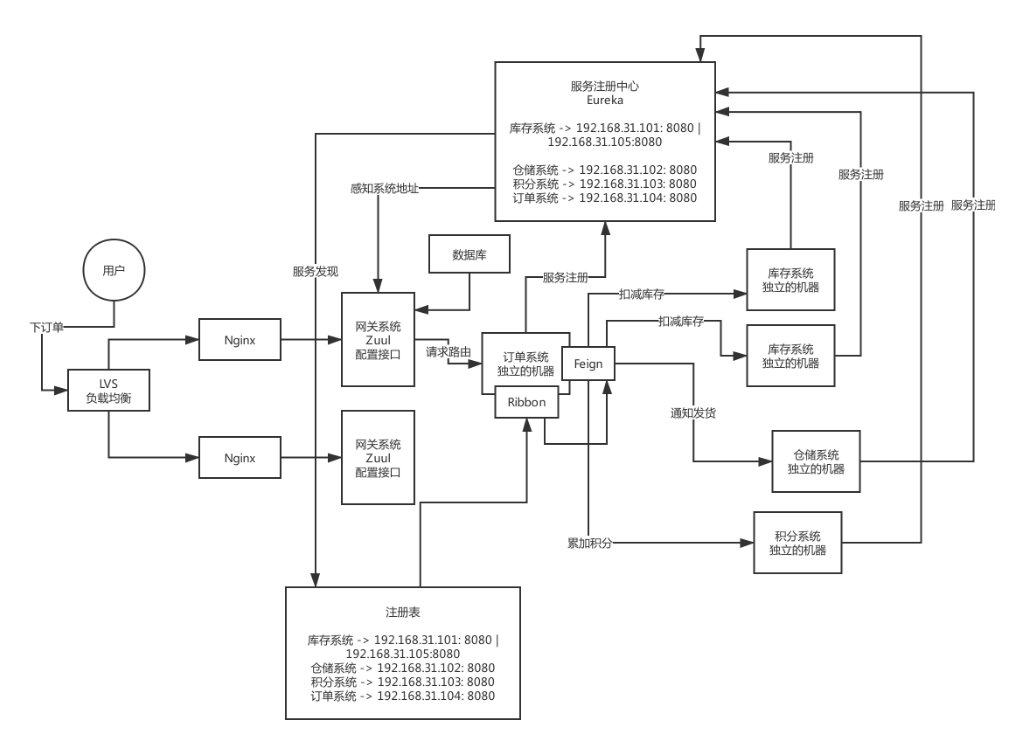 服务注册中心
Eureka
库存系统 -> 192.168.31.101: 8080 |
192.168.31.105:8080
仓储系统 -> 192.168.31.102: 8080
积分系统 -> 192.168.31.103: 8080
订单系统 -> 192.168.31.104: 8080
服务注册
服务注册
服务注册
服务注册
感知系统地址
数据库
服务发现
服务注册
用户
下订单
LVS
负载均衡
Nginx
Nginx
网关系统
Zuul
配置接口
网关系统
Zuul
配置接口
请求路由
订单系统
独立的机器
Feign
Ribbon
扣减库存
扣减库存
通知发货
累加积分
库存系统
独立的机器
库存系统
独立的机器
仓储系统
独立的机器
积分系统
独立的机器
注册表
库存系统 -> 192.168.31.101: 8080 |
192.168.31.105:8080
仓储系统 -> 192.168.31.102: 8080
积分系统 -> 192.168.31.103: 8080
订单系统 -> 192.168.31.104: 8080